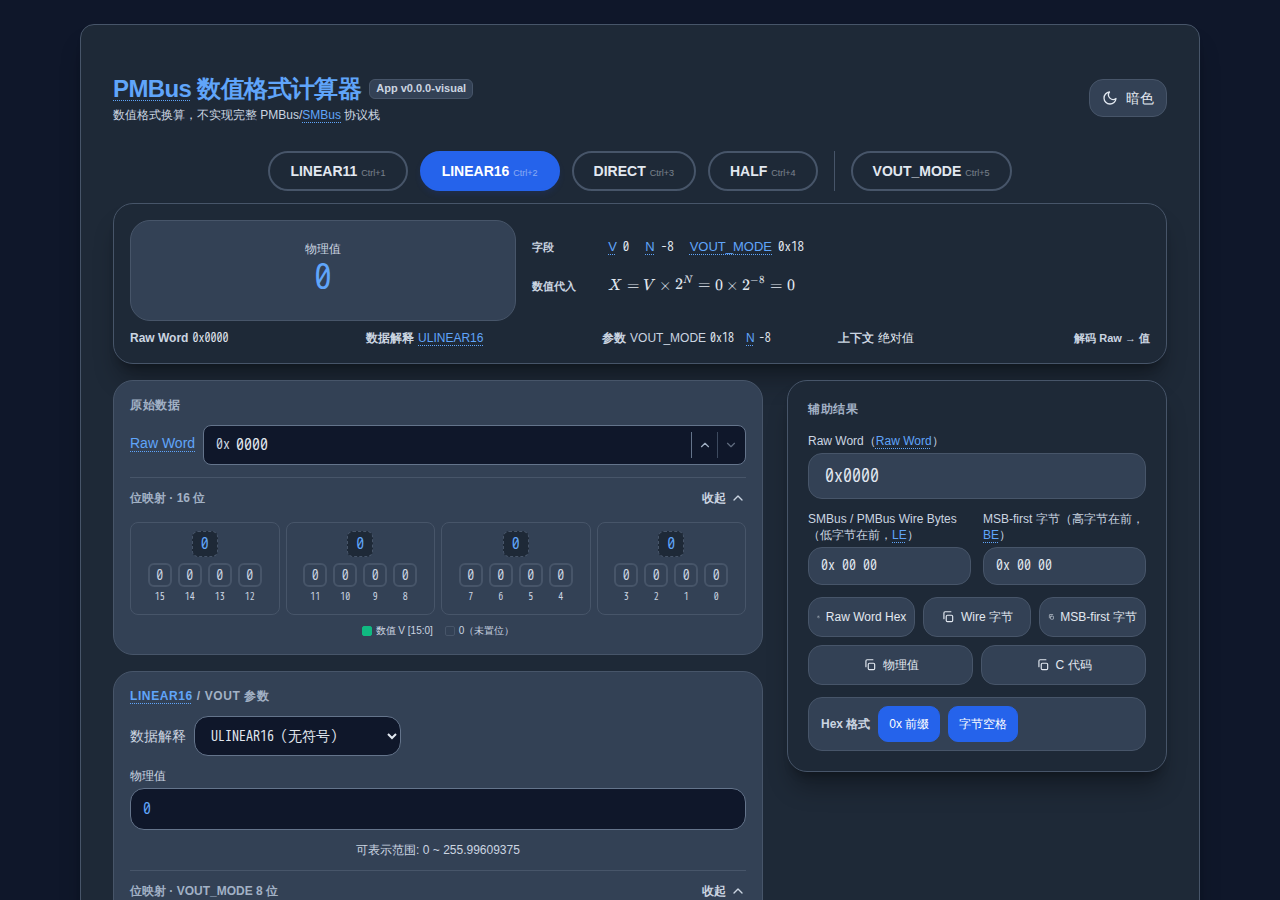 PMBus 数值格式计算器 App v0.0.0-visual
数值格式换算，不实现完整 PMBus/SMBus 协议栈
暗色
LINEAR11 Ctrl+1 LINEAR16 Ctrl+2 DIRECT Ctrl+3 HALF Ctrl+4 VOUT_MODE Ctrl+5
物理值
0
字段 V 0 N -8 VOUT_MODE 0x18
数值代入 X = V × 2^N = 0 × 2^-8 = 0
Raw Word 0x0000 数据解释 ULINEAR16 参数 VOUT_MODE 0x18 N -8 上下文 绝对值 解码 Raw → 值
原始数据
Raw Word 0x 0000
位映射 · 16 位 收起
0 0 0 0
0 0 0 0 0 0 0 0 0 0 0 0 0 0 0 0
15 14 13 12 11 10 9 8 7 6 5 4 3 2 1 0
数值 V [15:0] 0（未置位）
LINEAR16 / VOUT 参数
数据解释 ULINEAR16 (无符号)
物理值
0
可表示范围: 0 ~ 255.99609375
位映射 · VOUT_MODE 8 位 收起
辅助结果
Raw Word（Raw Word）
0x0000
SMBus / PMBus Wire Bytes
（低字节在前，LE）
0x 00 00
MSB-first 字节（高字节在前，
BE）
0x 00 00
Raw Word Hex Wire 字节 MSB-first 字节
物理值 C 代码
Hex 格式 0x 前缀 字节空格